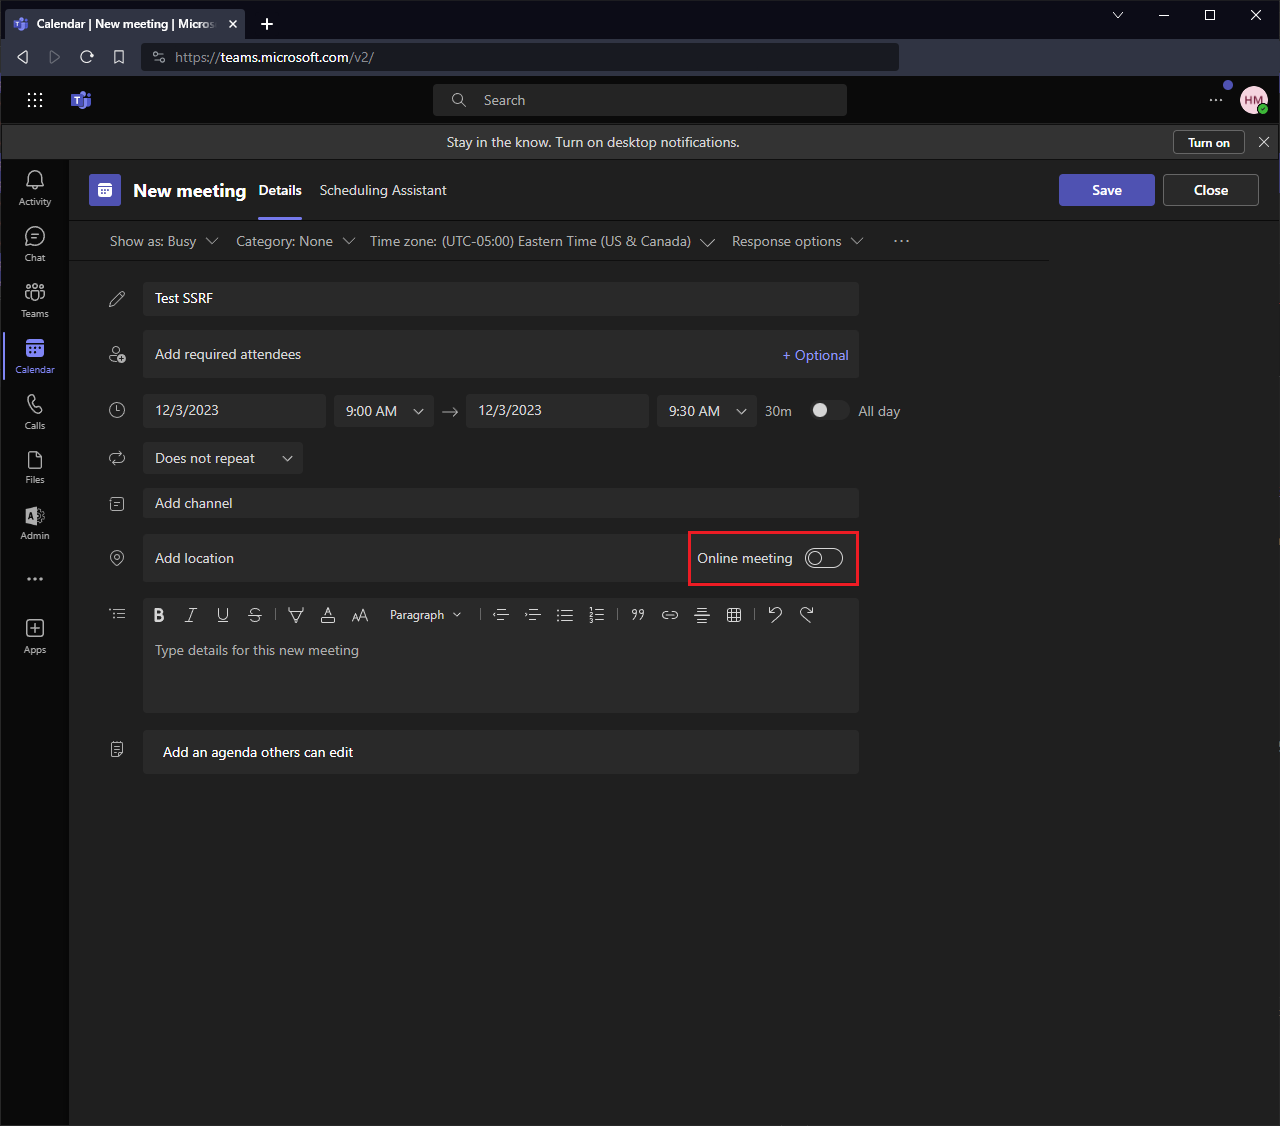 Calendar | New meeting | Micros
https://teams.microsoft.com/v2/
Search
HM
Stay in the know. Turn on desktop notifications.
Turn on
Activity
Chat
Teams
Calendar
Calls
Files
Admin
Apps
New meeting
Details
Scheduling Assistant
Save
Close
Show as: Busy
Category: None
Time zone: (UTC-05:00) Eastern Time (US & Canada)
Response options
Test SSRF
Add required attendees
+ Optional
12/3/2023
9:00 AM
12/3/2023
9:30 AM
30m
All day
Does not repeat
Add channel
Add location
Online meeting
Paragraph
Type details for this new meeting
Add an agenda others can edit